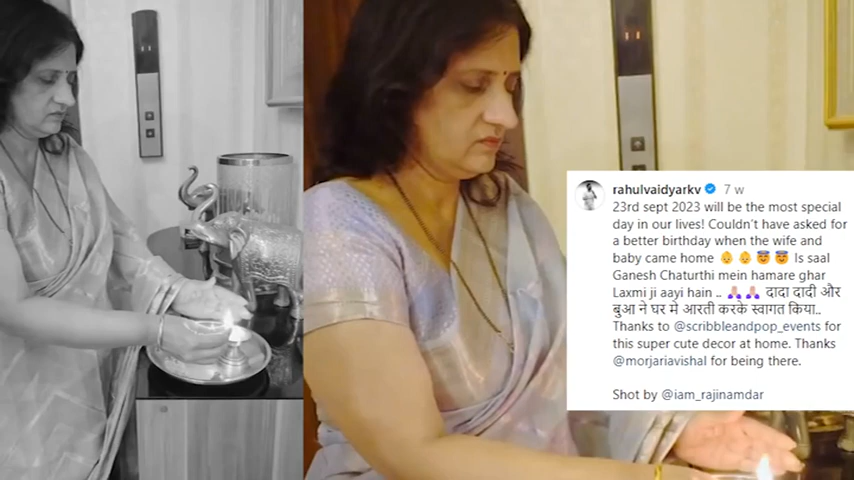 rahulvaidyarkv 7 w
23rd sept 2023 will be the most special
day in our lives! Couldn't have asked for
a better birthday when the wife and
baby came home 👶👶😇😇 Is saal
Ganesh Chaturthi mein hamare ghar
Laxmi ji aayi hain .. 🙏🏻🙏🏻 दादा दादी और
बुआ ने घर मे आरती करके स्वागत किया..
Thanks to @scribbleandpop_events for
this super cute decor at home. Thanks
@morjariavishal for being there.
Shot by @iam_rajinamdar